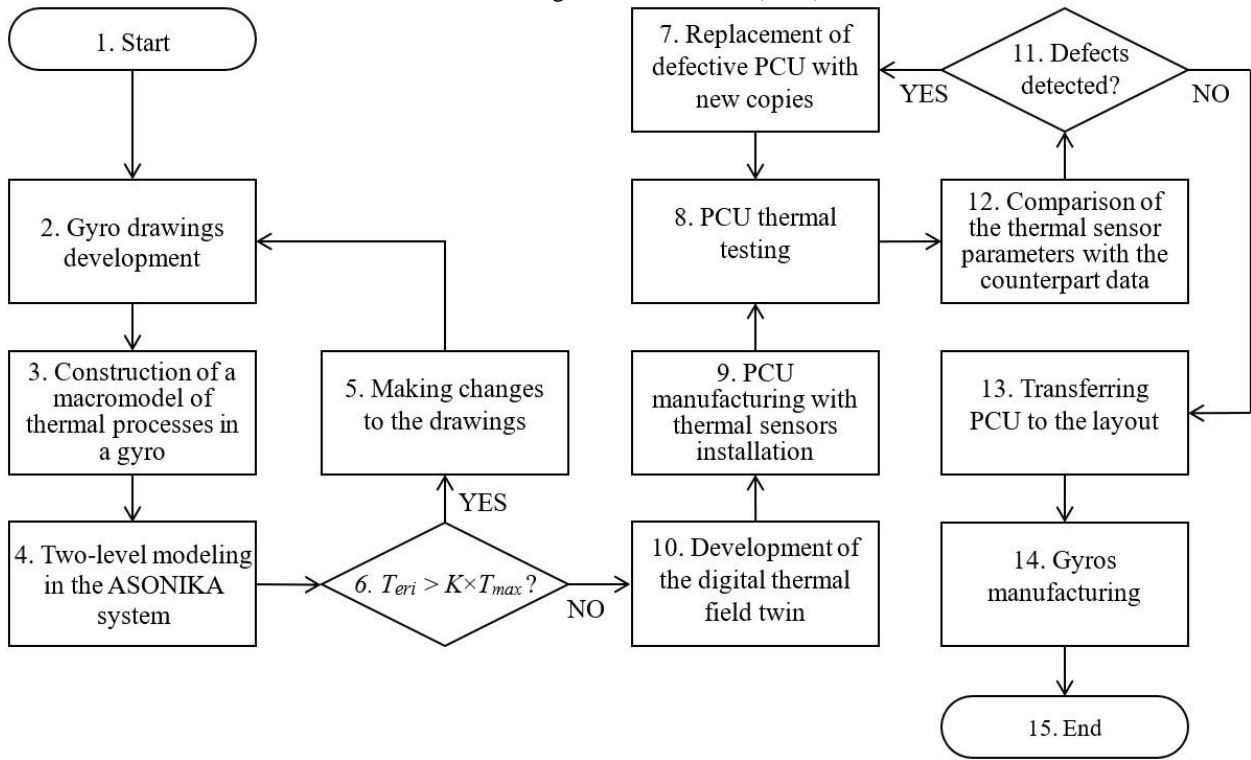 1. Start
2. Gyro drawings
development
3. Construction of a
macromodel of
thermal processes in
a gyro
4. Two-level modeling
in the ASONIKA
system
5. Making changes
to the drawings
YES
6. Teri > K×Tmax?
NO
7. Replacement of
defective PCU with
new copies
8. PCU thermal
testing
9. PCU
manufacturing with
thermal sensors
installation
10. Development of
the digital thermal
field twin
11. Defects
detected?
YES
NO
12. Comparison of
the thermal sensor
parameters with the
counterpart data
13. Transferring
PCU to the layout
14. Gyros
manufacturing
15. End